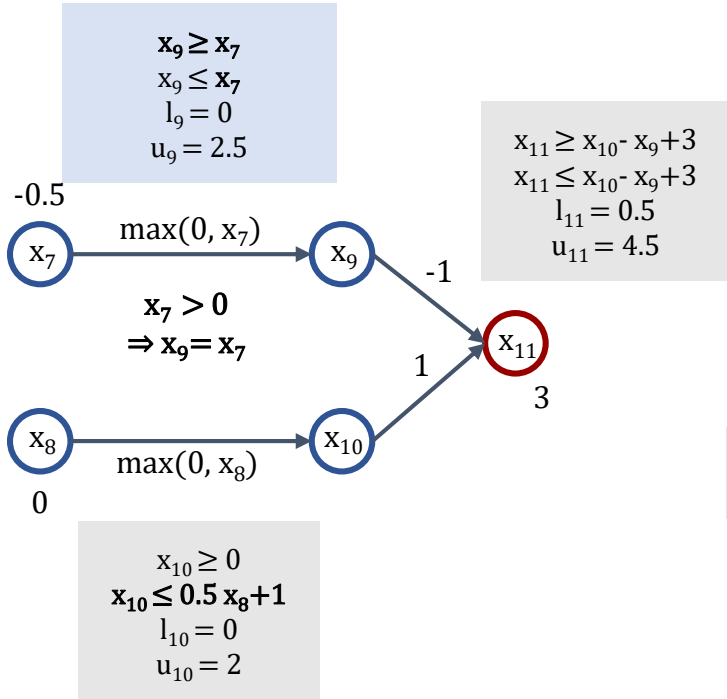 x₉ ≥ x₇
x₉ ≤ x₇
l₉ = 0
u₉ = 2.5
x₁₁ ≥ x₁₀ - x₉+3
x₁₁ ≤ x₁₀ - x₉+3
l₁₁ = 0.5
u₁₁ = 4.5
-0.5
x₇
max(0, x₇)
x₉
-1
x₇ > 0
⇒ x₉= x₇
x₁₁
1
3
x₈
max(0, x₈)
x₁₀
0
x₁₀ ≥ 0
x₁₀ ≤ 0.5 x₈+1
l₁₀ = 0
u₁₀ = 2